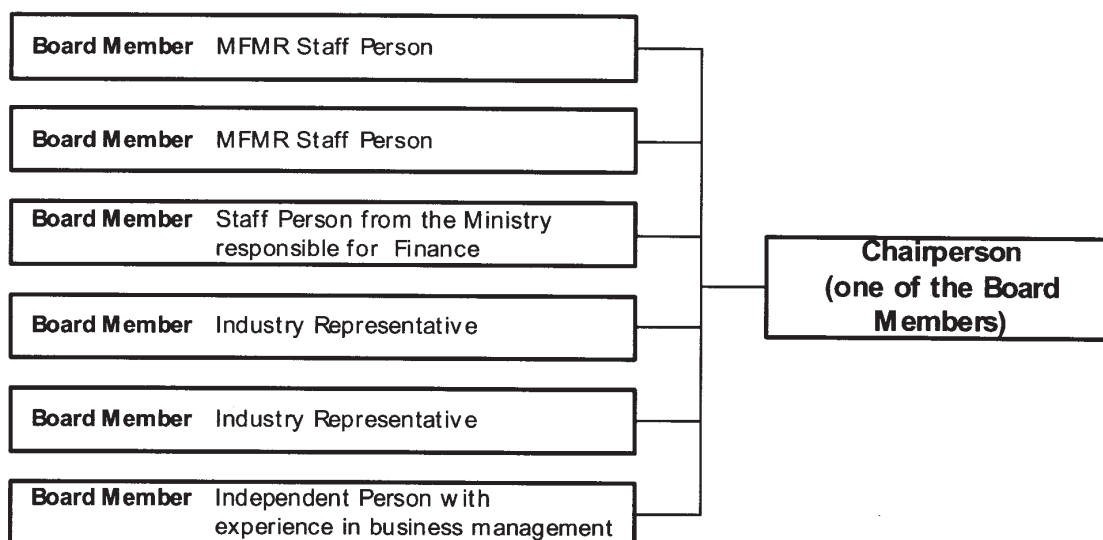 Board Member MFMR Staff Person
Board Member MFMR Staff Person
Board Member Staff Person from the Ministry
responsible for Finance
Board Member Industry Representative
Board Member Industry Representative
Board Member Independent Person with
experience in business management
Chairperson
(one of the Board
Members)